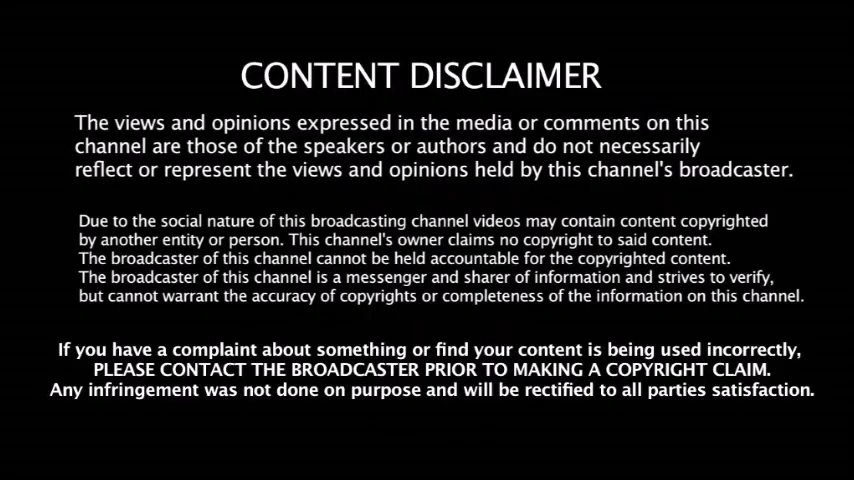 CONTENT DISCLAIMER
The views and opinions expressed in the media or comments on this
channel are those of the speakers or authors and do not necessarily
reflect or represent the views and opinions held by this channel's broadcaster.
Due to the social nature of this broadcasting channel videos may contain content copyrighted
by another entity or person. This channel's owner claims no copyright to said content.
The broadcaster of this channel cannot be held accountable for the copyrighted content.
The broadcaster of this channel is a messenger and sharer of information and strives to verify,
but cannot warrant the accuracy of copyrights or completeness of the information on this channel.
If you have a complaint about something or find your content is being used incorrectly,
PLEASE CONTACT THE BROADCASTER PRIOR TO MAKING A COPYRIGHT CLAIM.
Any infringement was not done on purpose and will be rectified to all parties satisfaction.